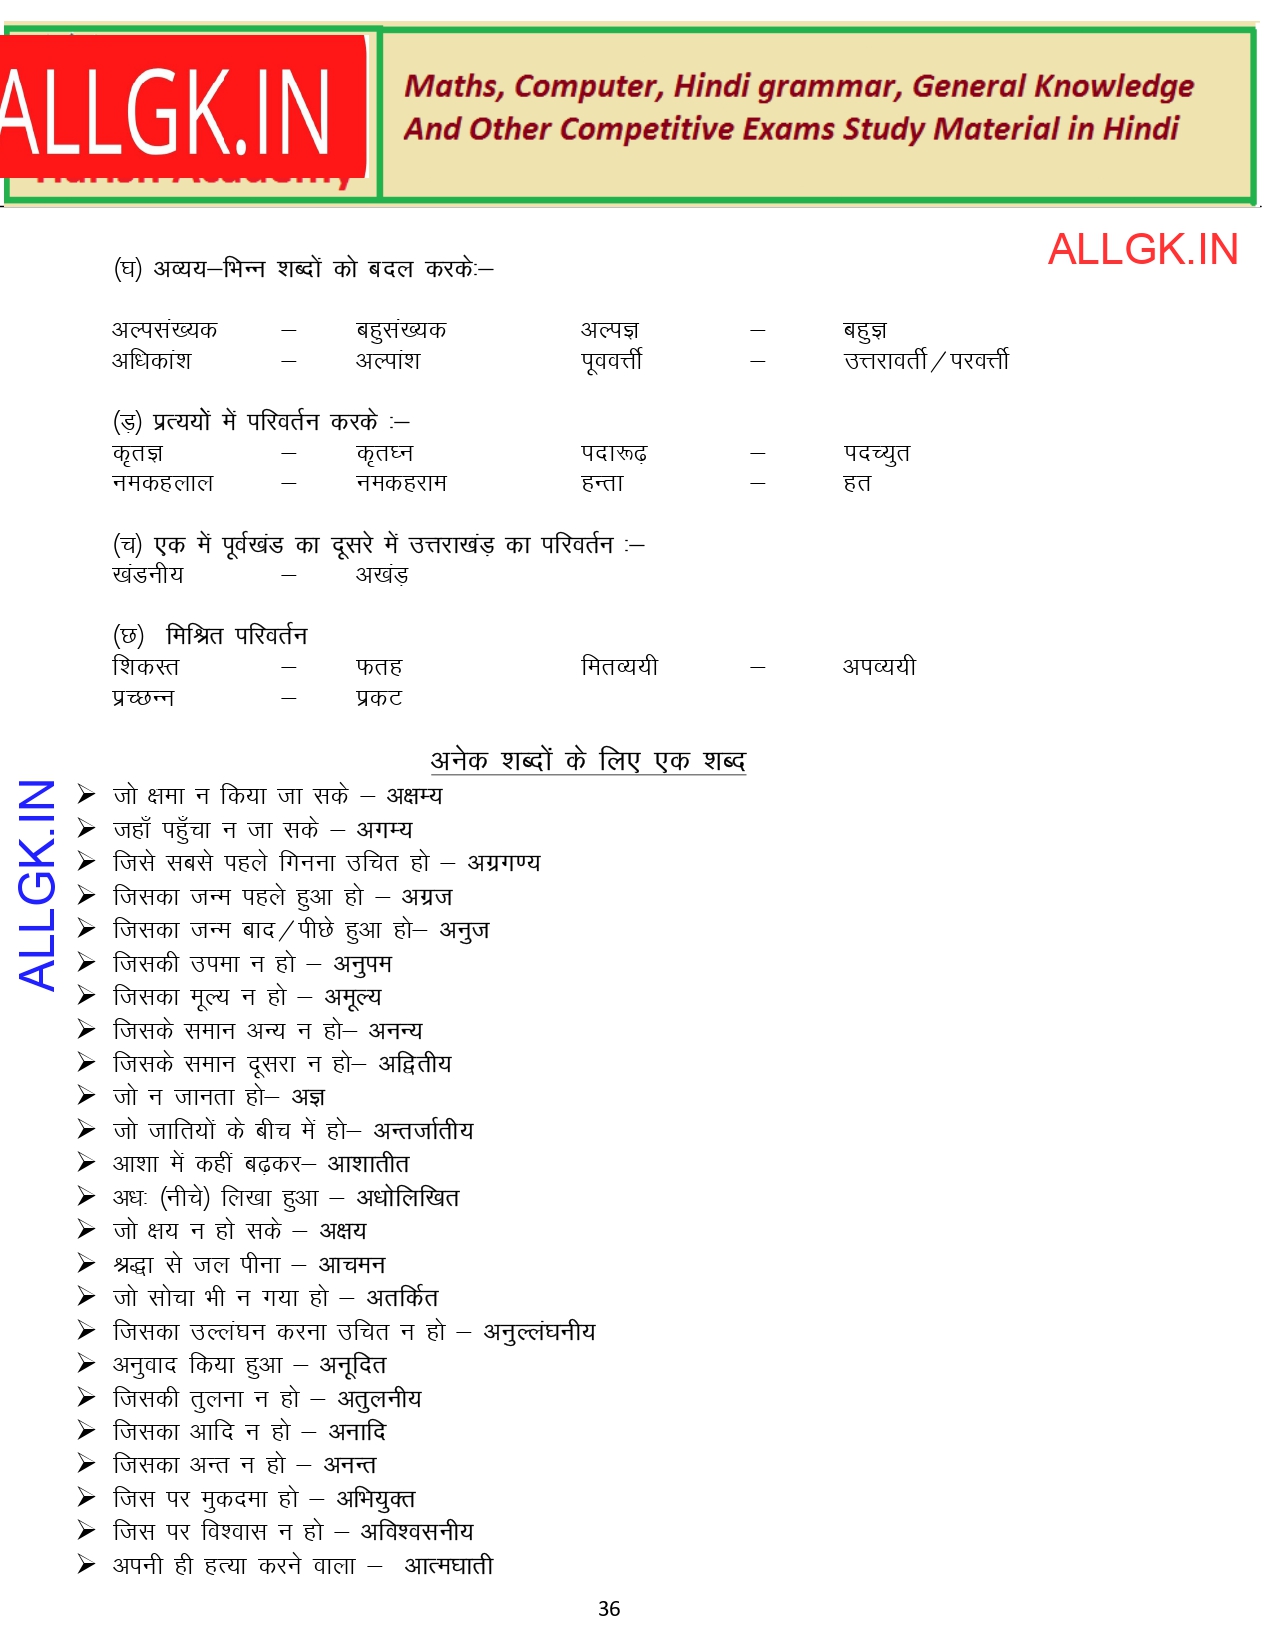 ALLGK.IN
Maths, Computer, Hindi grammar, General Knowledge
And Other Competitive Exams Study Material in Hindi
ALLGK.IN
(घ) अव्यय–भिन्न शब्दों को बदल करके:–
अल्पसंख्यक – बहुसंख्यक अल्पज्ञ – बहुज्ञ
अधिकांश – अल्पांश पूववर्त्ती – उत्तरावर्ती/परवर्त्ती
(ड़) प्रत्ययों में परिवर्तन करके :–
कृतज्ञ – कृतघ्न पदारूढ़ – पदच्युत
नमकहलाल – नमकहराम हन्ता – हत
(च) एक में पूर्वखंड का दूसरे में उत्तराखंड़ का परिवर्तन :–
खंडनीय – अखंड़
(छ) मिश्रित परिवर्तन
शिकस्त – फतह मितव्ययी – अपव्ययी
प्रच्छन्न – प्रकट
अनेक शब्दों के लिए एक शब्द
ALLGK.IN
➢ जो क्षमा न किया जा सके – अक्षम्य
➢ जहाँ पहुँचा न जा सके – अगम्य
➢ जिसे सबसे पहले गिनना उचित हो – अग्रगण्य
➢ जिसका जन्म पहले हुआ हो – अग्रज
➢ जिसका जन्म बाद/पीछे हुआ हो– अनुज
➢ जिसकी उपमा न हो – अनुपम
➢ जिसका मूल्य न हो – अमूल्य
➢ जिसके समान अन्य न हो– अनन्य
➢ जिसके समान दूसरा न हो– अद्वितीय
➢ जो न जानता हो– अज्ञ
➢ जो जातियों के बीच में हो– अन्तर्जातीय
➢ आशा में कहीं बढ़कर– आशातीत
➢ अधः (नीचे) लिखा हुआ – अधोलिखित
➢ जो क्षय न हो सके – अक्षय
➢ श्रद्धा से जल पीना – आचमन
➢ जो सोचा भी न गया हो – अतर्कित
➢ जिसका उल्लंघन करना उचित न हो – अनुल्लंघनीय
➢ अनुवाद किया हुआ – अनूदित
➢ जिसकी तुलना न हो – अतुलनीय
➢ जिसका आदि न हो – अनादि
➢ जिसका अन्त न हो – अनन्त
➢ जिस पर मुकदमा हो – अभियुक्त
➢ जिस पर विश्वास न हो – अविश्वसनीय
➢ अपनी ही हत्या करने वाला – आत्मघाती
36